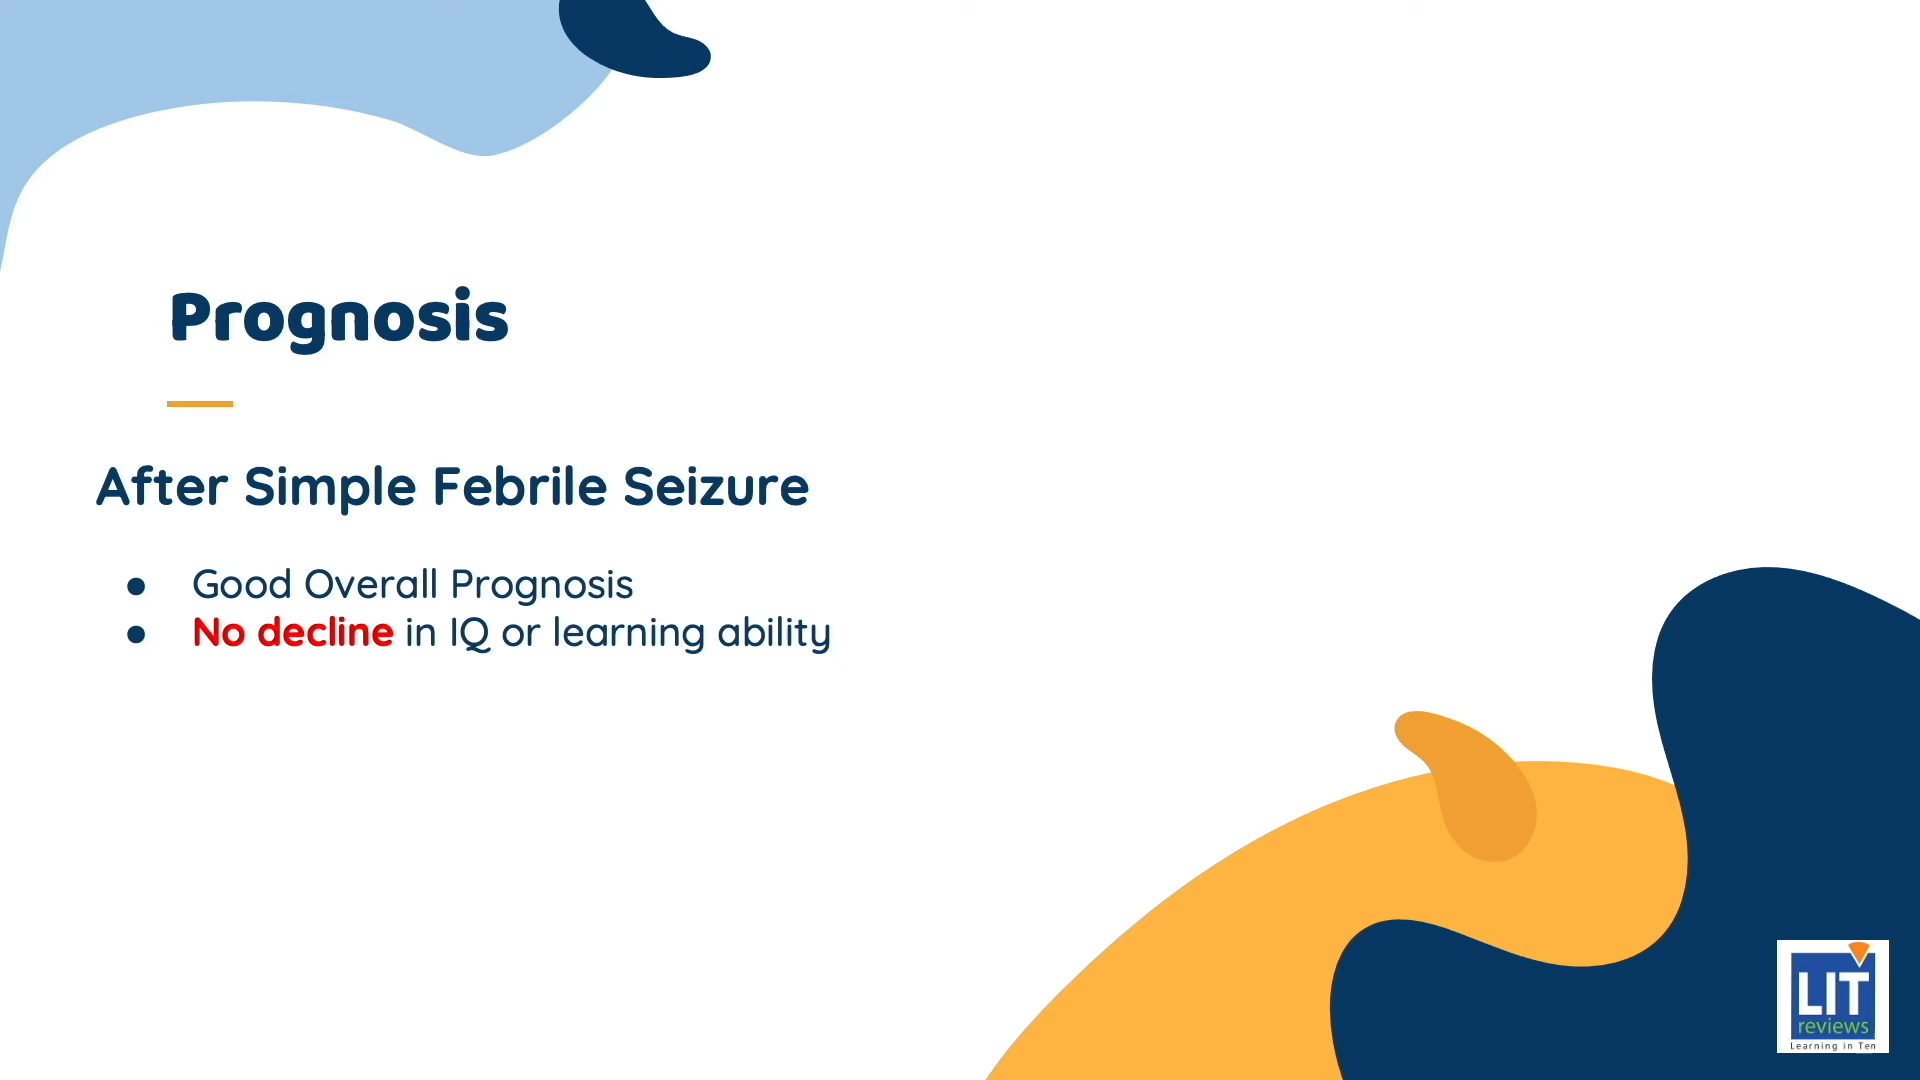 Prognosis
After Simple Febrile Seizure
● Good Overall Prognosis
● No decline in IQ or learning ability
LIT
reviews
Learning in Ten